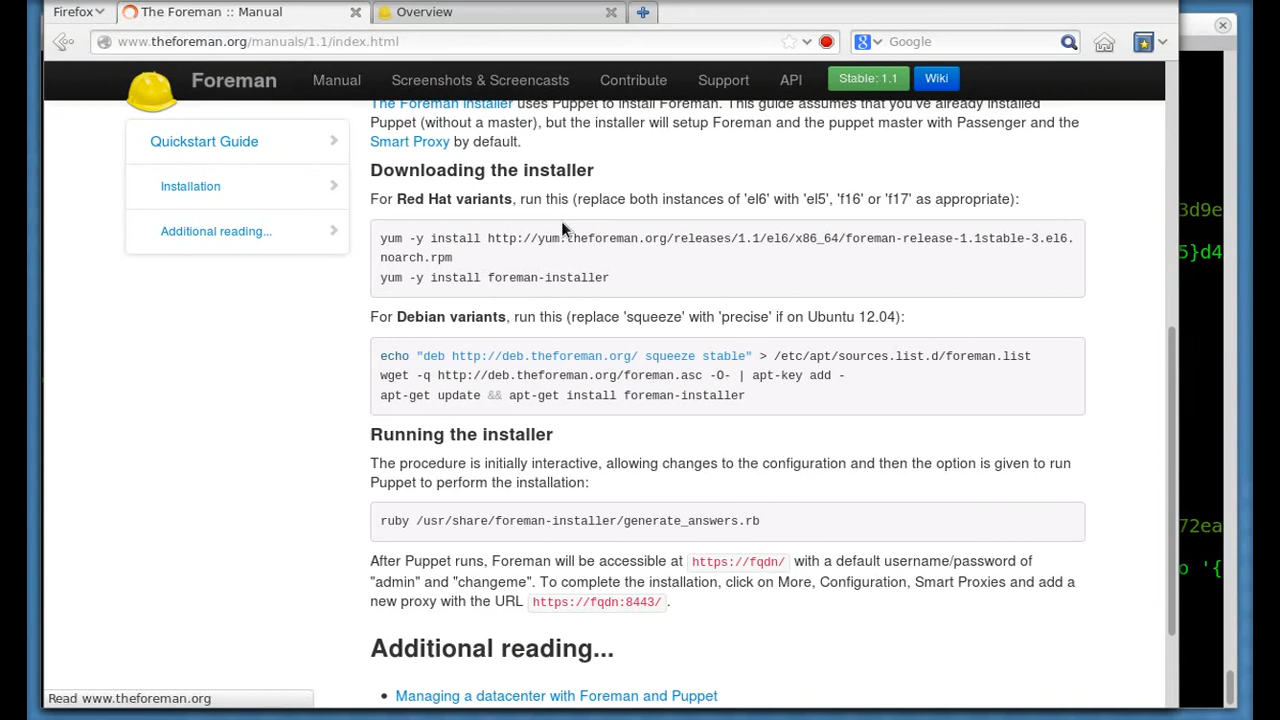 Firefox
The Foreman :: Manual
Overview
www.theforeman.org/manuals/1.1/index.html
Google
Foreman
Manual
Screenshots & Screencasts
Contribute
Support
API
Stable: 1.1
Wiki
Quickstart Guide
Installation
Additional reading...
The Foreman installer uses Puppet to install Foreman. This guide assumes that you've already installed
Puppet (without a master), but the installer will setup Foreman and the puppet master with Passenger and the
Smart Proxy by default.
Downloading the installer
For Red Hat variants, run this (replace both instances of 'el6' with 'el5', 'f16' or 'f17' as appropriate):
yum -y install http://yum.theforeman.org/releases/1.1/el6/x86_64/foreman-release-1.1stable-3.el6.
noarch.rpm
yum -y install foreman-installer
For Debian variants, run this (replace 'squeeze' with 'precise' if on Ubuntu 12.04):
echo "deb http://deb.theforeman.org/ squeeze stable" > /etc/apt/sources.list.d/foreman.list
wget -q http://deb.theforeman.org/foreman.asc -O- | apt-key add -
apt-get update && apt-get install foreman-installer
Running the installer
The procedure is initially interactive, allowing changes to the configuration and then the option is given to run
Puppet to perform the installation:
ruby /usr/share/foreman-installer/generate_answers.rb
After Puppet runs, Foreman will be accessible at https://fqdn/ with a default username/password of
"admin" and "changeme". To complete the installation, click on More, Configuration, Smart Proxies and add a
new proxy with the URL https://fqdn:8443/ .
Additional reading...
• Managing a datacenter with Foreman and Puppet
Read www.theforeman.org
3d9e
5}d4
72ea
o '{